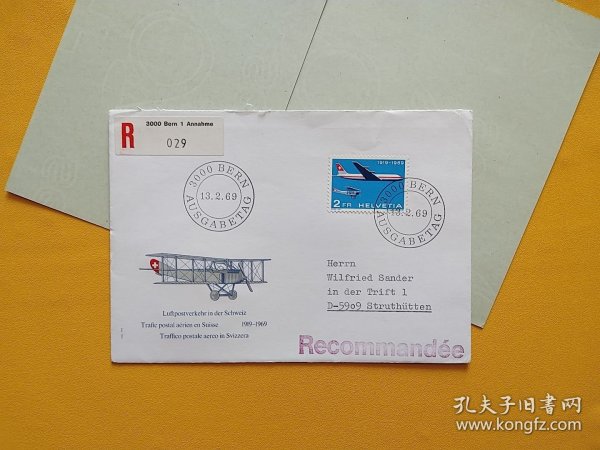 3000 Bern 1 Annahme
R
029
3000 BERN
13.2.69
AUSGABETAG
1919-1969
2 FR HELVETIA
3000 BERN
13.2.69
AUSGABETAG
Herrn
Wilfried Sander
in der Trift 1
D-5909 Struthütten
Luftpostverkehr in der Schweiz
Trafic postal aérien en Suisse 1919-1969
Traffico postale aereo in Svizzera
Recommandée
孔夫子旧书网
www.kongfz.com